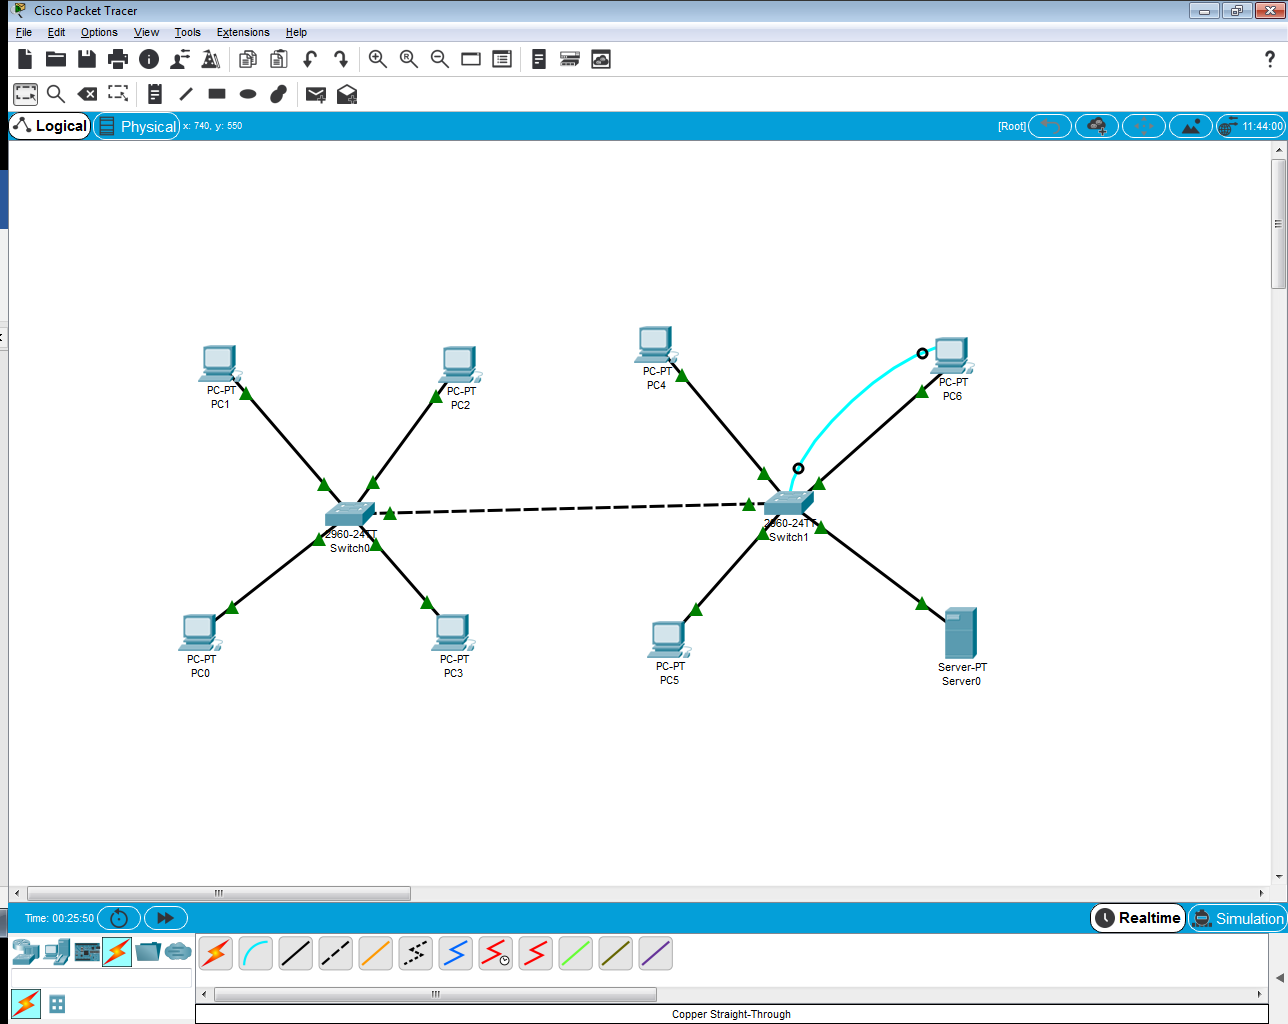 Cisco Packet Tracer
File Edit Options View Tools Extensions Help
?
Logical Physical x: 740, y: 550 [Root] 11:44:00
PC-PT
PC4
PC-PT
PC6
PC-PT
PC1
PC-PT
PC2
2960-24TT
Switch1
2960-24TT
Switch0
PC-PT
PC0
PC-PT
PC3
PC-PT
PC5
Server-PT
Server0
Time: 00:25:50 Realtime Simulation
Copper Straight-Through